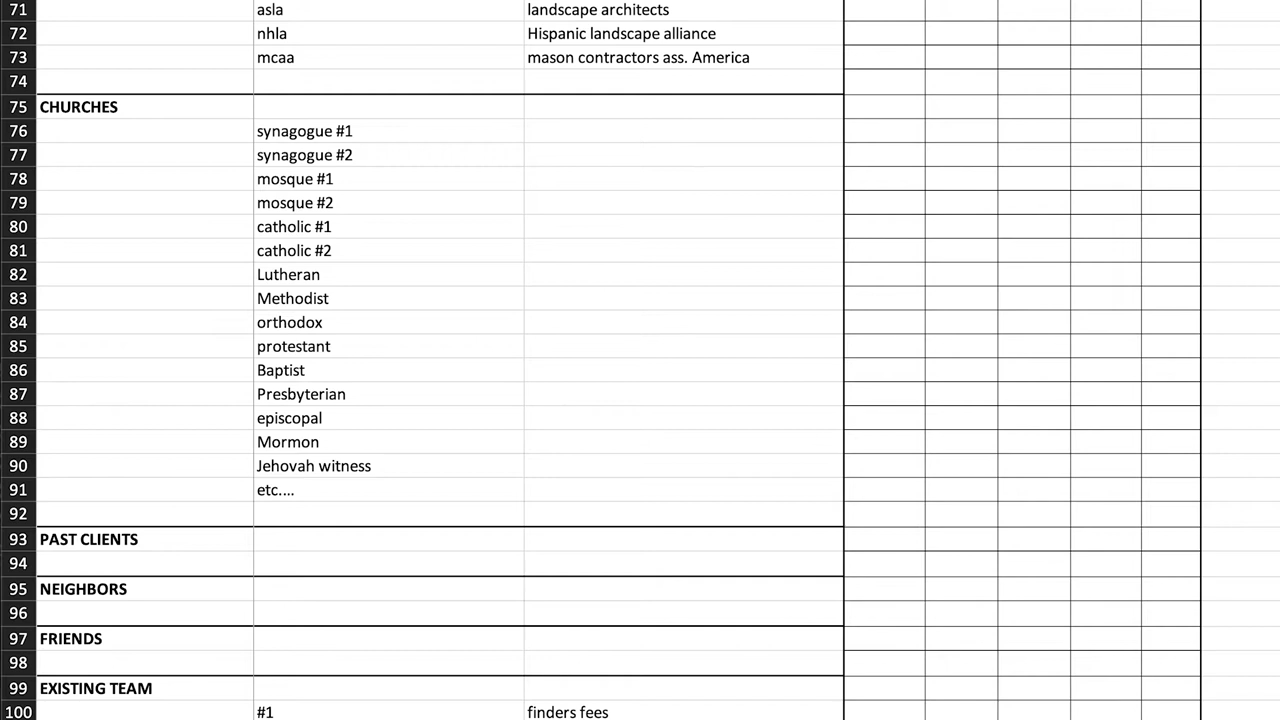 71 asla landscape architects
72 nhla Hispanic landscape alliance
73 mcaa mason contractors ass. America
74
75 CHURCHES
76 synagogue #1
77 synagogue #2
78 mosque #1
79 mosque #2
80 catholic #1
81 catholic #2
82 Lutheran
83 Methodist
84 orthodox
85 protestant
86 Baptist
87 Presbyterian
88 episcopal
89 Mormon
90 Jehovah witness
91 etc....
92
93 PAST CLIENTS
94
95 NEIGHBORS
96
97 FRIENDS
98
99 EXISTING TEAM
100 #1 finders fees